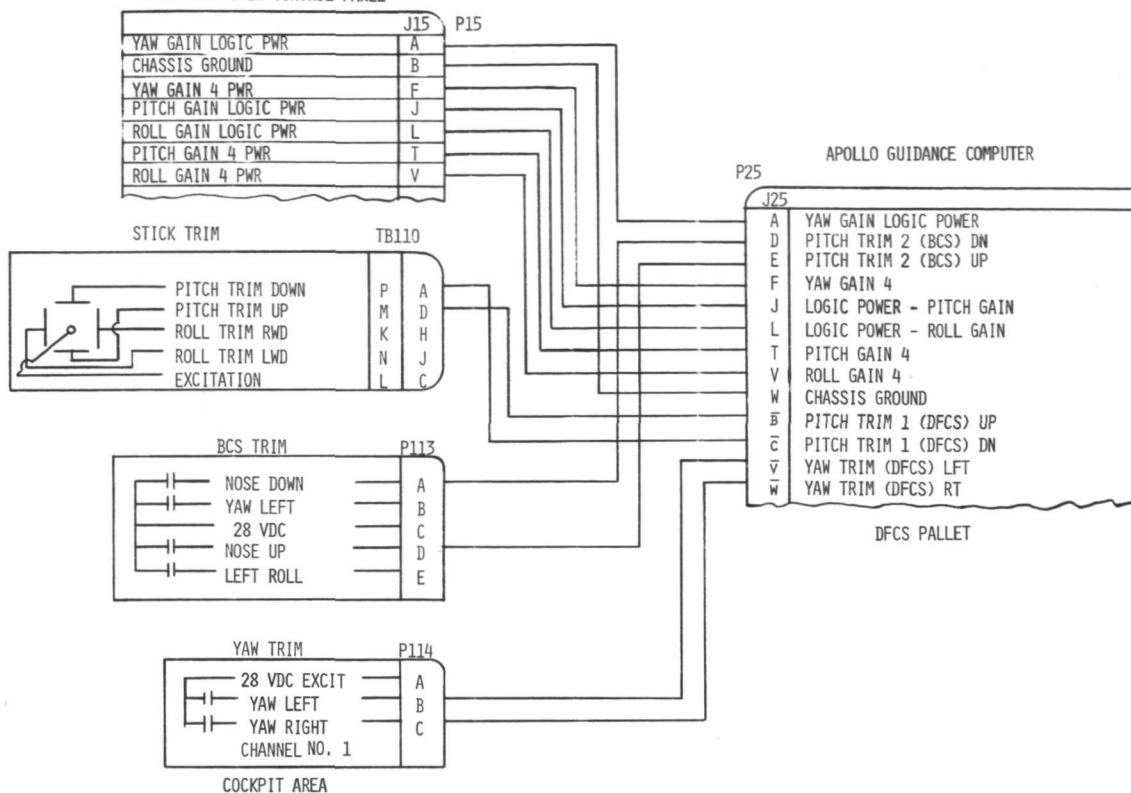 CONTROL PANEL
J15 P15
YAW GAIN LOGIC PWR A
CHASSIS GROUND B
YAW GAIN 4 PWR F
PITCH GAIN LOGIC PWR J
ROLL GAIN LOGIC PWR L
PITCH GAIN 4 PWR T
ROLL GAIN 4 PWR V
STICK TRIM TB110
PITCH TRIM DOWN P A
PITCH TRIM UP M D
ROLL TRIM RWD K H
ROLL TRIM LWD N J
EXCITATION L C
BCS TRIM P113
NOSE DOWN A
YAW LEFT B
28 VDC C
NOSE UP D
LEFT ROLL E
YAW TRIM P114
28 VDC EXCIT A
YAW LEFT B
YAW RIGHT C
CHANNEL NO. 1
COCKPIT AREA
APOLLO GUIDANCE COMPUTER
P25
J25
A YAW GAIN LOGIC POWER
D PITCH TRIM 2 (BCS) DN
E PITCH TRIM 2 (BCS) UP
F YAW GAIN 4
J LOGIC POWER - PITCH GAIN
L LOGIC POWER - ROLL GAIN
T PITCH GAIN 4
V ROLL GAIN 4
W CHASSIS GROUND
B̅ PITCH TRIM 1 (DFCS) UP
C̅ PITCH TRIM 1 (DFCS) DN
V̅ YAW TRIM (DFCS) LFT
W̅ YAW TRIM (DFCS) RT
DFCS PALLET